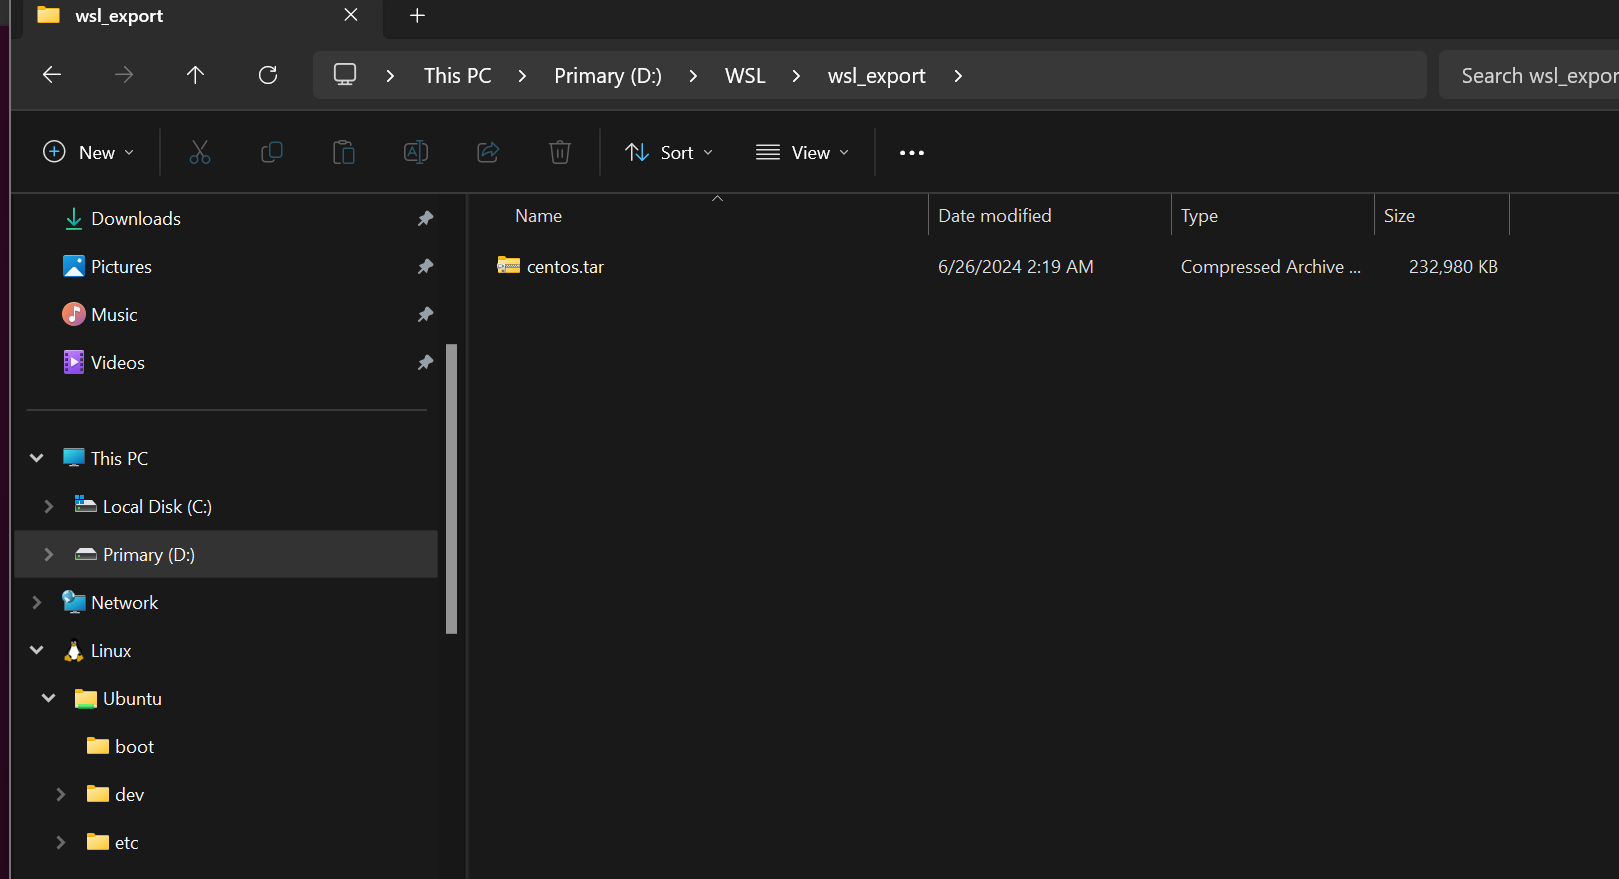 wsl_export
This PC > Primary (D:) > WSL > wsl_export >
Search wsl_expor
New
Sort
View
Downloads
Pictures
Music
Videos
This PC
Local Disk (C:)
Primary (D:)
Network
Linux
Ubuntu
boot
dev
etc
Name Date modified Type Size
centos.tar 6/26/2024 2:19 AM Compressed Archive ... 232,980 KB